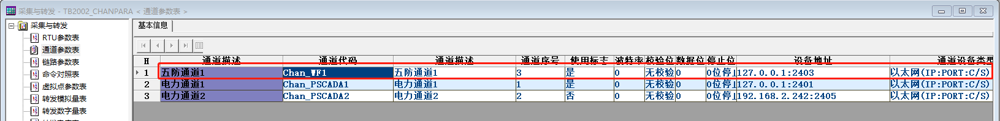 采集与转发 - TB2002_CHANPARA < 通道参数表 >
采集与转发
RTU参数表
通道参数表
链路参数表
命令对照表
虚拟点参数表
转发模拟量表
转发数字量表
基本信息
H 通道描述 通道代码 通道描述 通道序号 使用标志 波特率 校验位 数据位 停止位 设备地址 通道设备类型
1 五防通道1 Chan_WF1 五防通道1 3 是 0 无校验 0 0位停 127.0.0.1:2403 以太网(IP:PORT:C/S)
2 电力通道1 Chan_PSCADA1 电力通道1 1 是 0 无校验 0 0位停 127.0.0.1:2401 以太网(IP:PORT:C/S)
3 电力通道2 Chan_PSCADA2 电力通道2 2 否 0 无校验 0 0位停 192.168.2.242:2405 以太网(IP:PORT:C/S)